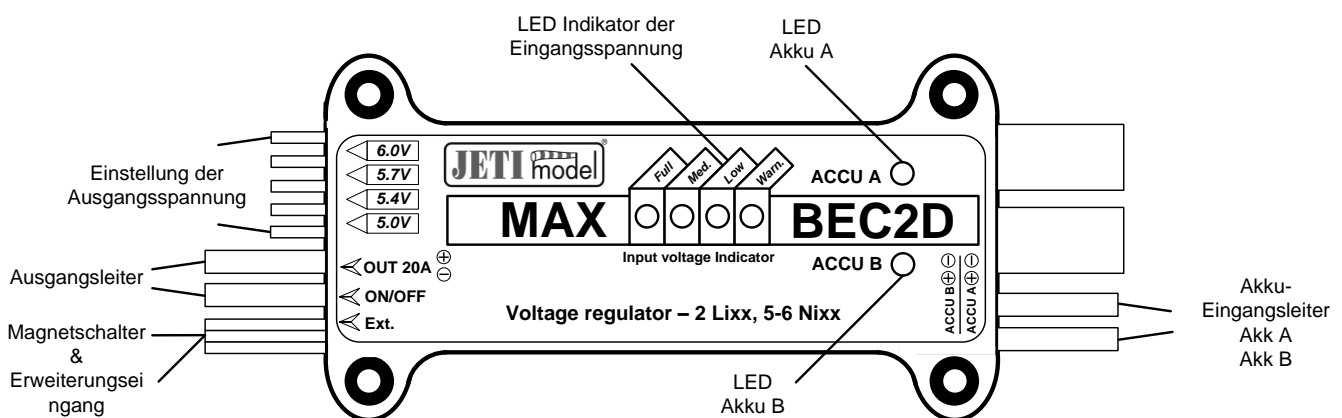 LED Indikator der
Eingangsspannung
LED
Akku A
Einstellung der
Ausgangsspannung
6.0V
5.7V
5.4V
5.0V
JETI model®
Full
Med.
Low
Warn.
ACCU A
MAX
BEC2D
Input voltage Indicator
ACCU B
Ausgangsleiter
OUT 20A ⊕
⊖
ON/OFF
Ext.
Voltage regulator – 2 Lixx, 5-6 Nixx
ACCU B⊕⊖
ACCU A⊕⊖
Magnetschalter
&
Erweiterungsei
ngang
Akku-
Eingangsleiter
Akk A
Akk B
LED
Akku B